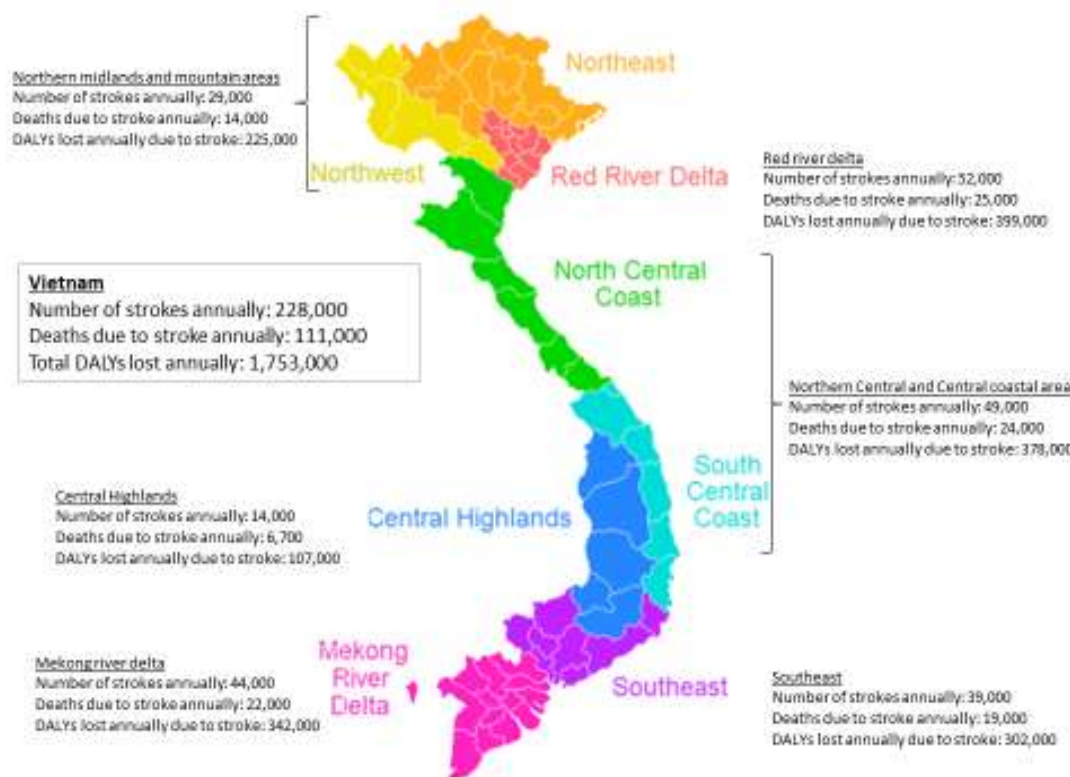 Northeast
Northern midlands and mountain areas
Number of strokes annually: 29,000
Deaths due to stroke annually: 14,000
DALYs lost annually due to stroke: 225,000
Northwest
Red River Delta
Red river delta
Number of strokes annually: 52,000
Deaths due to stroke annually: 25,000
DALYs lost annually due to stroke: 399,000
North Central
Coast
Vietnam
Number of strokes annually: 228,000
Deaths due to stroke annually: 111,000
Total DALYs lost annually: 1,753,000
Northern Central and Central coastal area
Number of strokes annually: 49,000
Deaths due to stroke annually: 24,000
DALYs lost annually due to stroke: 378,000
South
Central
Coast
Central Highlands
Central Highlands
Number of strokes annually: 14,000
Deaths due to stroke annually: 6,700
DALYs lost annually due to stroke: 107,000
Mekong
River
Delta
Mekong river delta
Number of strokes annually: 44,000
Deaths due to stroke annually: 22,000
DALYs lost annually due to stroke: 342,000
Southeast
Southeast
Number of strokes annually: 39,000
Deaths due to stroke annually: 19,000
DALYs lost annually due to stroke: 302,000